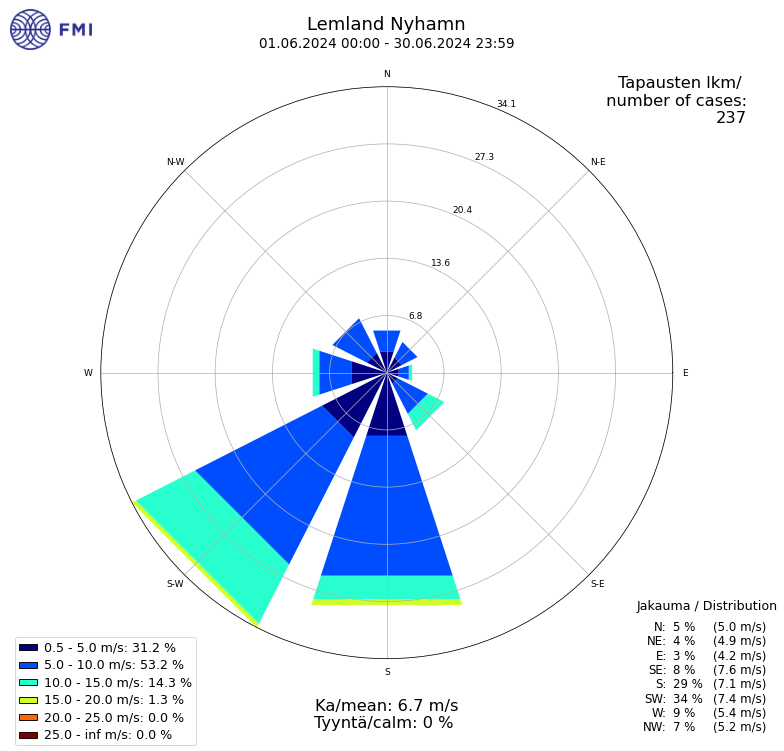 FMI
Lemland Nyhamn
01.06.2024 00:00 - 30.06.2024 23:59
Tapausten lkm/
number of cases:
237
N
N-E
E
S-E
S
S-W
W
N-W
6.8
13.6
20.4
27.3
34.1
0.5 - 5.0 m/s: 31.2 %
5.0 - 10.0 m/s: 53.2 %
10.0 - 15.0 m/s: 14.3 %
15.0 - 20.0 m/s: 1.3 %
20.0 - 25.0 m/s: 0.0 %
25.0 - inf m/s: 0.0 %
Ka/mean: 6.7 m/s
Tyyntä/calm: 0 %
Jakauma / Distribution
N: 5 % (5.0 m/s)
NE: 4 % (4.9 m/s)
E: 3 % (4.2 m/s)
SE: 8 % (7.6 m/s)
S: 29 % (7.1 m/s)
SW: 34 % (7.4 m/s)
W: 9 % (5.4 m/s)
NW: 7 % (5.2 m/s)